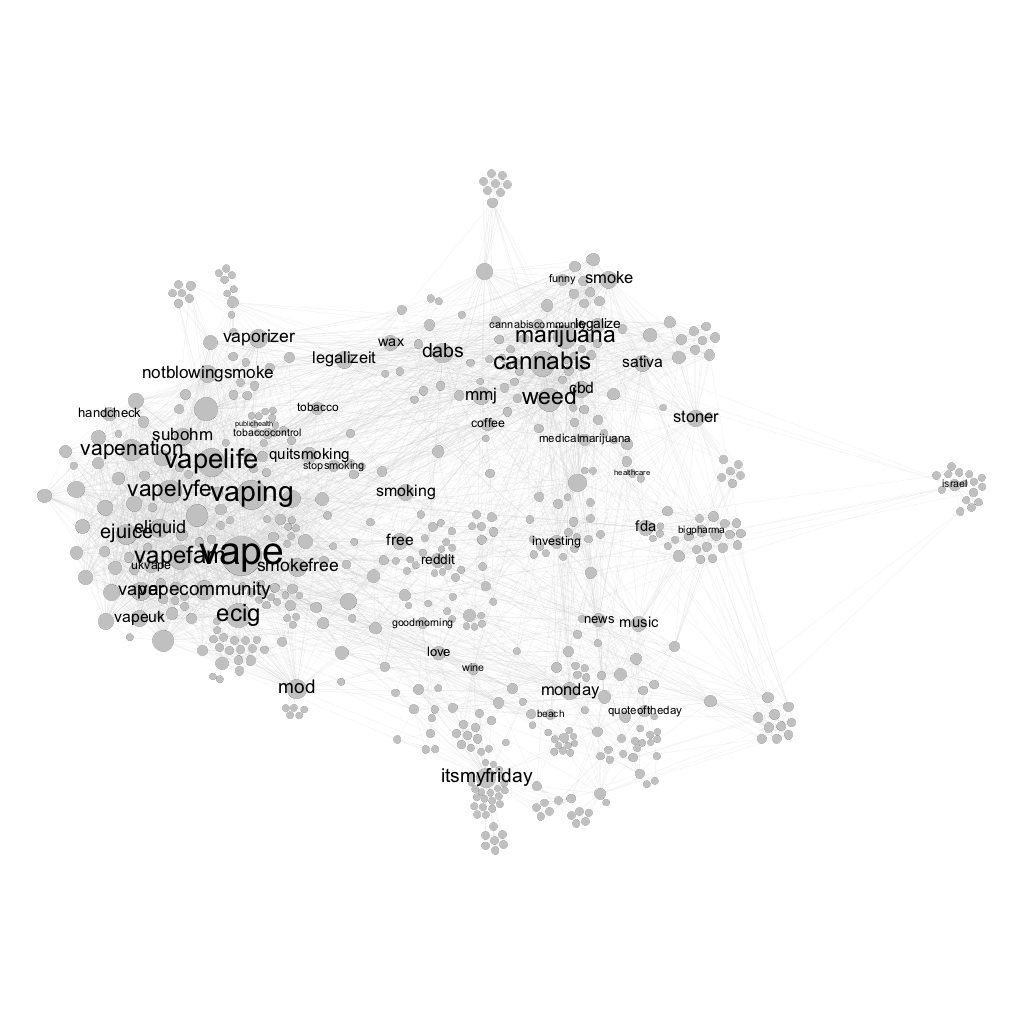 funny
smoke
cannabiscommunity
legalize
marijuana
vaporizer
wax
legalizeit
dabs
cannabis
sativa
notblowingsmoke
mmj
weed
cbd
handcheck
tobacco
coffee
stoner
publichealth
tobaccocontrol
subohm
medicalmarijuana
vapenation
vapelife
quitsmoking
stopsmoking
healthcare
israel
vapelyfe
vaping
smoking
ejuice
eliquid
fda
bigpharma
free
investing
vapefam
vape
reddit
ukvape
smokefree
vaper
vapecommunity
vapeuk
ecig
goodmorning
news
music
love
wine
mod
monday
beach
quoteoftheday
itsmyfriday